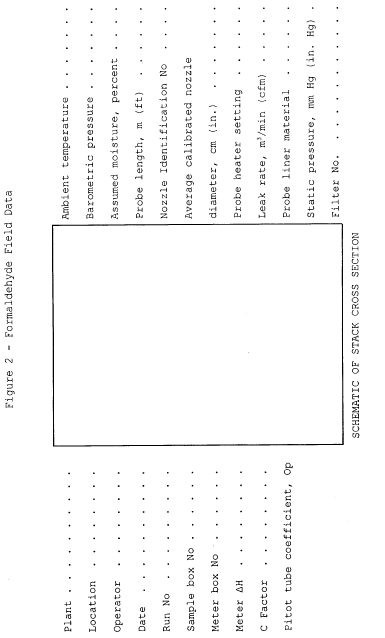 Figure 2 - Formaldehyde Field Data
Plant . . . . . . . . . . . .
Location . . . . . . . . . .
Operator . . . . . . . . . .
Date . . . . . . . . . . . .
Run No . . . . . . . . . . .
Sample box No . . . . . . .
Meter box No . . . . . . . .
Meter ΔH . . . . . . . . . .
C Factor . . . . . . . . . .
Pitot tube coefficient, Op
SCHEMATIC OF STACK CROSS SECTION
Ambient temperature . . . . . . .
Barometric pressure . . . . . . .
Assumed moisture, percent . . . .
Probe length, m (ft) . . . . . .
Nozzle Identification No . . . .
Average calibrated nozzle
diameter, cm (in.) . . . . . . .
Probe heater setting . . . . . .
Leak rate, m³/min (cfm) . . . . .
Probe liner material . . . . . .
Static pressure, mm Hg (in. Hg) .
Filter No. . . . . . . . . . . .